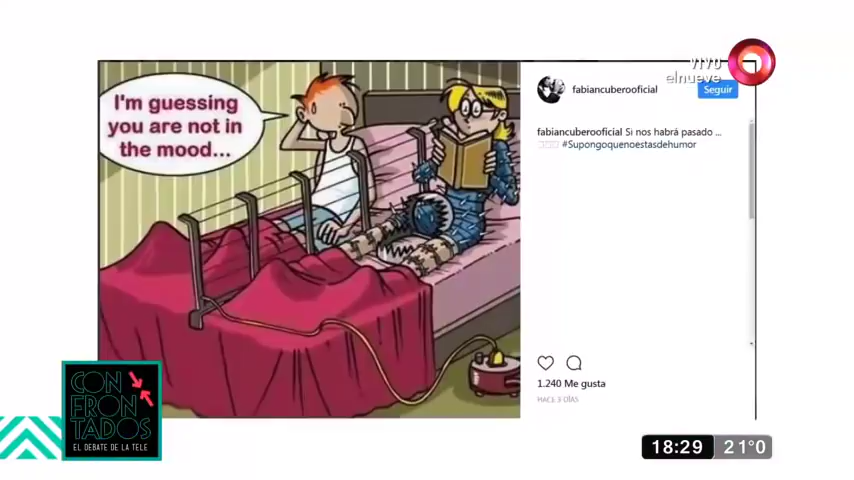 VIVO
elnueve
I'm guessing
you are not in
the mood...
fabiancuberooficial
Seguir
fabiancuberooficial Si nos habrá pasado ...
#Supongoquenoestasdehumor
1.240 Me gusta
HACE 3 DÍAS
CON
FRON
TADOS
EL DEBATE DE LA TELE
18:29 21°0